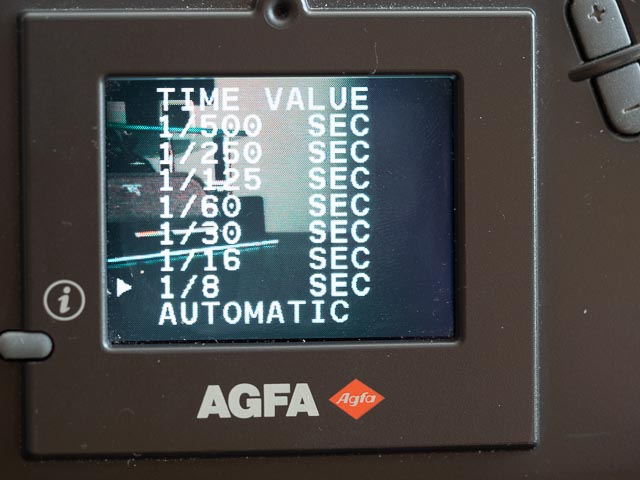 TIME VALUE
1/500 SEC
1/250 SEC
1/125 SEC
1/60 SEC
1/30 SEC
1/16 SEC
1/8 SEC
AUTOMATIC
i
AGFA Agfa
+
-